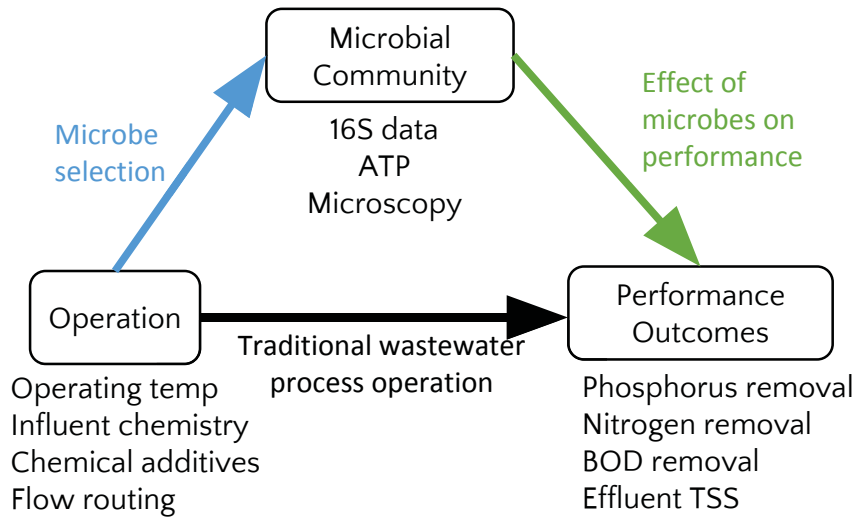 Microbial
Community
16S data
ATP
Microscopy
Microbe
selection
Effect of
microbes on
performance
Operation
Operating temp
Influent chemistry
Chemical additives
Flow routing
Traditional wastewater
process operation
Performance
Outcomes
Phosphorus removal
Nitrogen removal
BOD removal
Effluent TSS